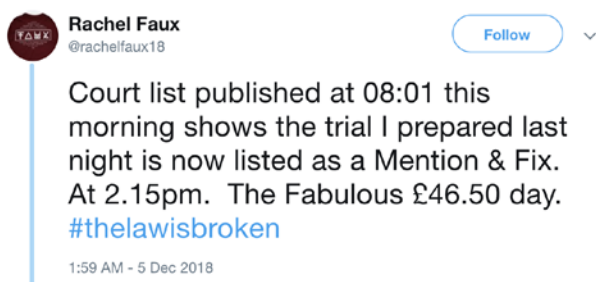 FAUX
Rachel Faux
@rachelfaux18
Follow
Court list published at 08:01 this
morning shows the trial I prepared last
night is now listed as a Mention & Fix.
At 2.15pm.  The Fabulous £46.50 day.
#thelawisbroken
1:59 AM - 5 Dec 2018